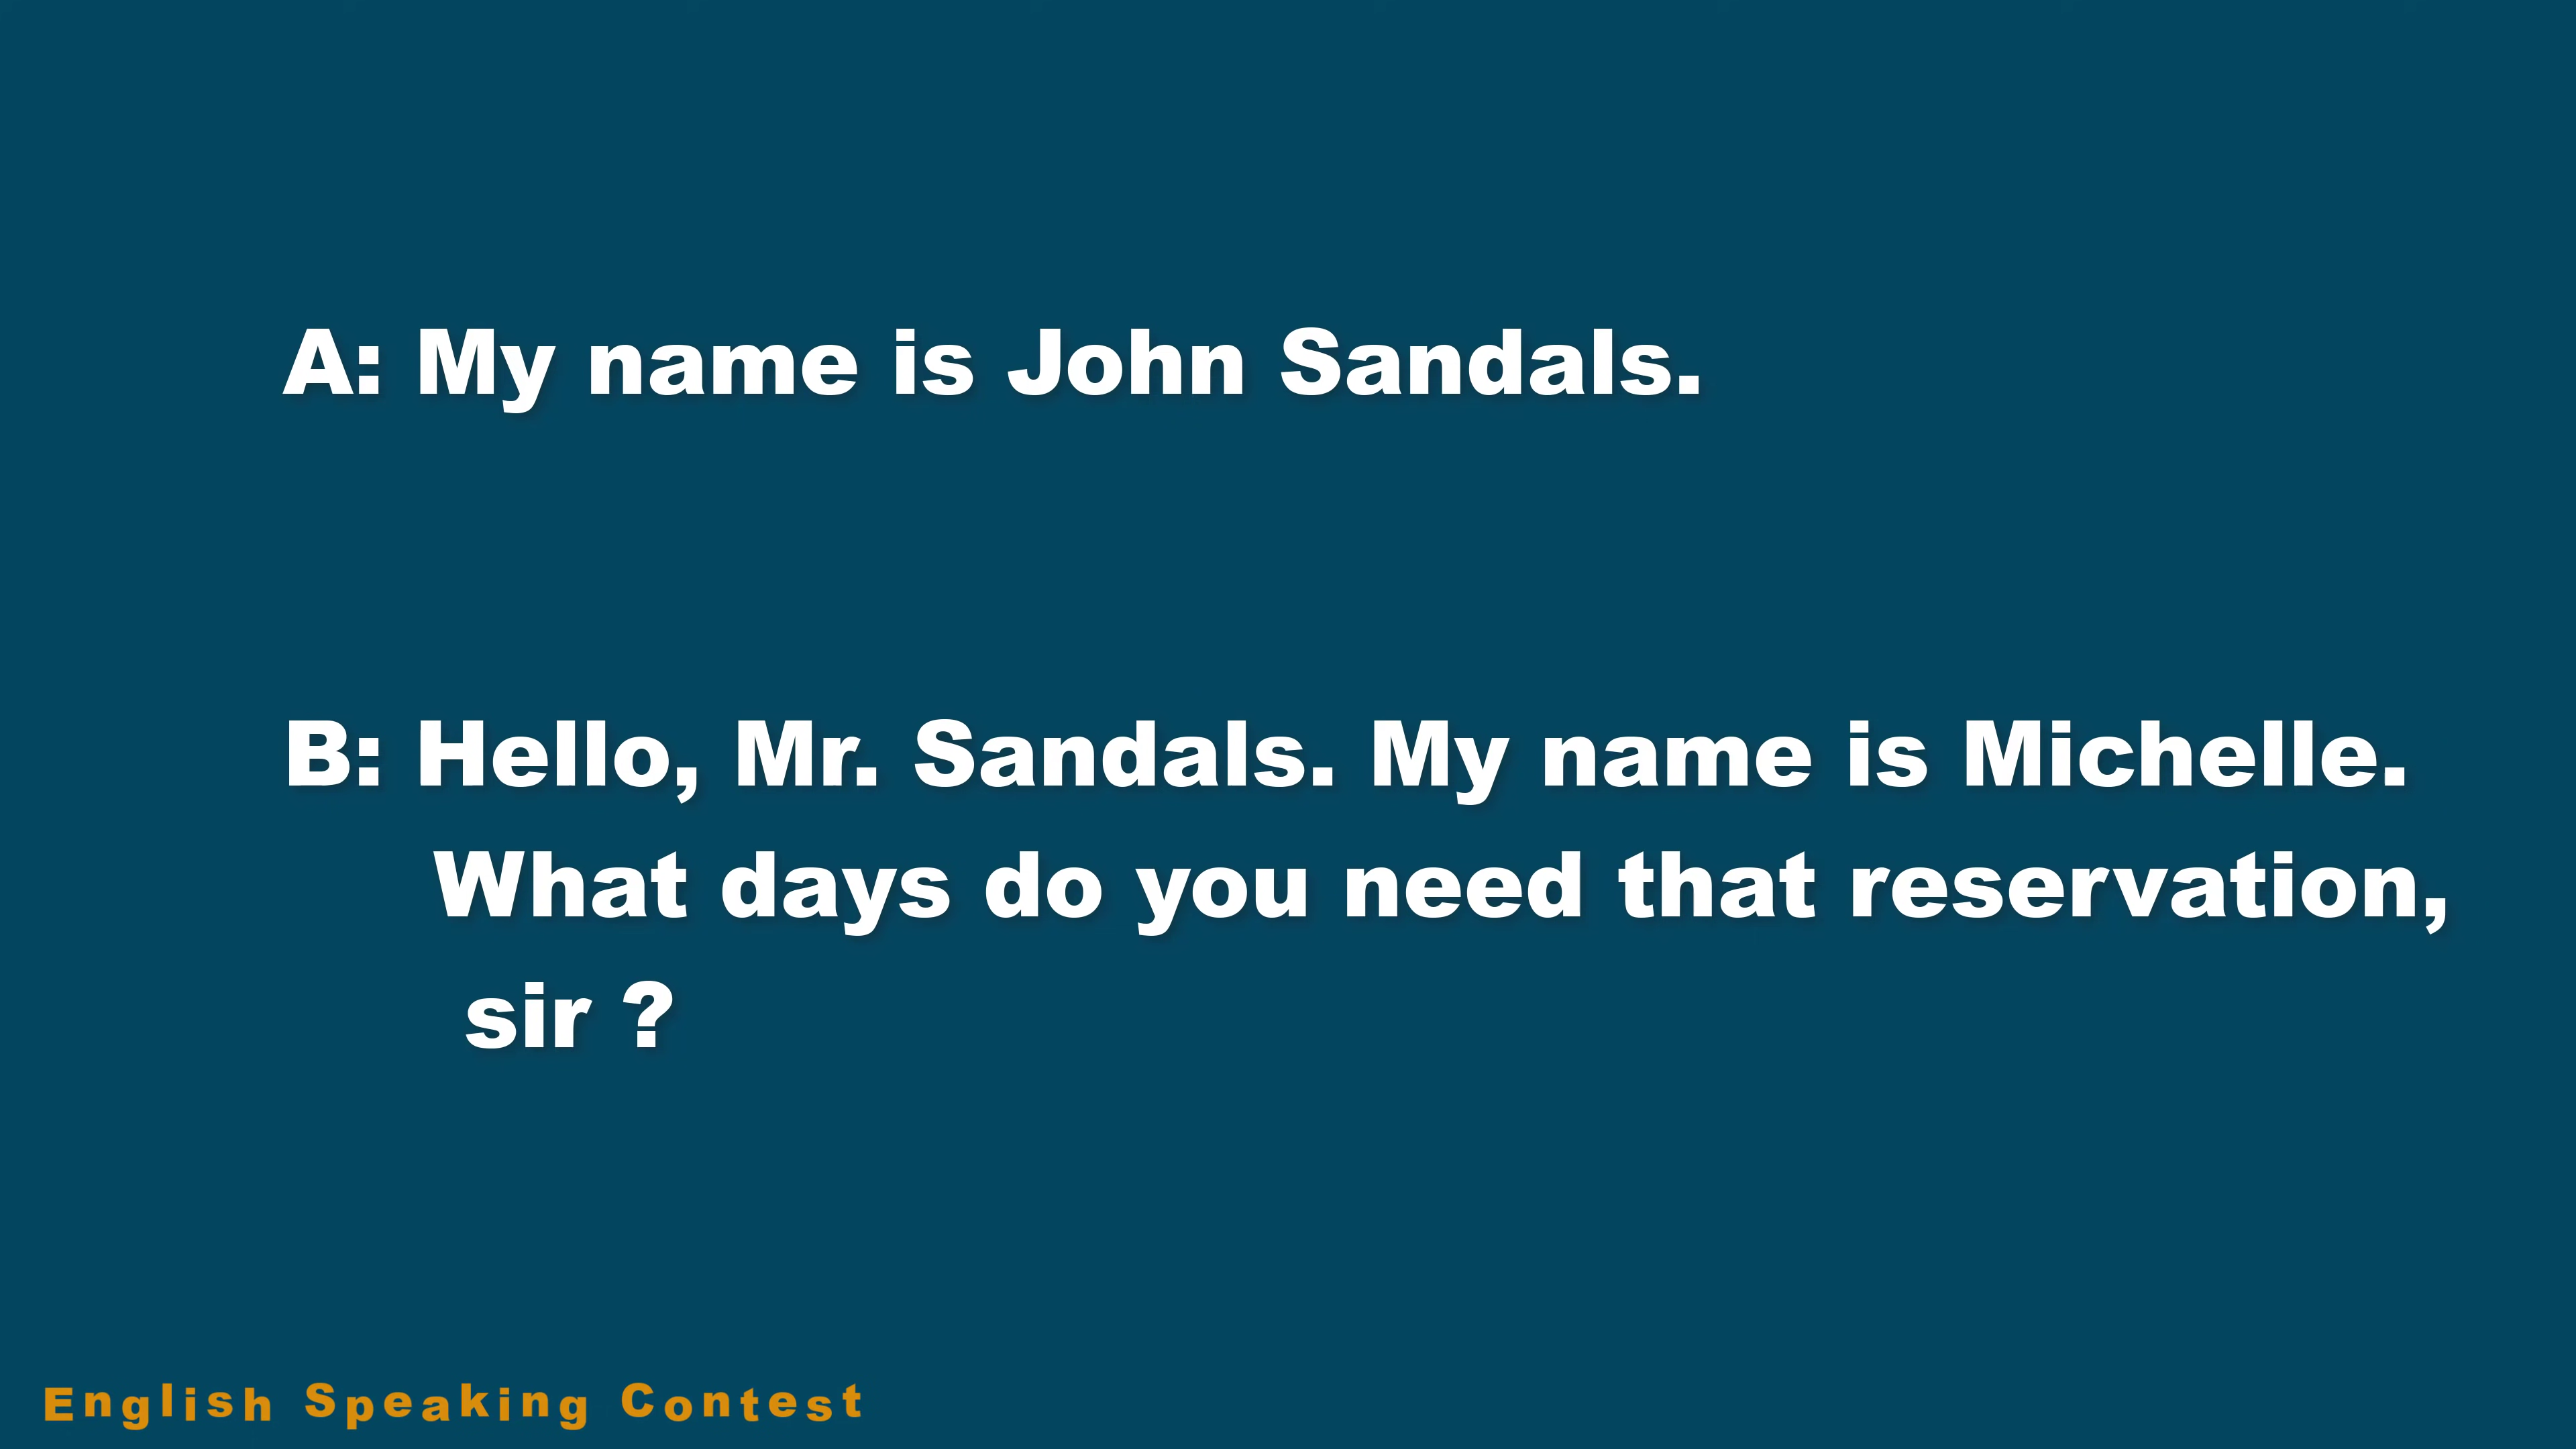 A: My name is John Sandals.
B: Hello, Mr. Sandals. My name is Michelle.
What days do you need that reservation,
sir ?
English Speaking Contest